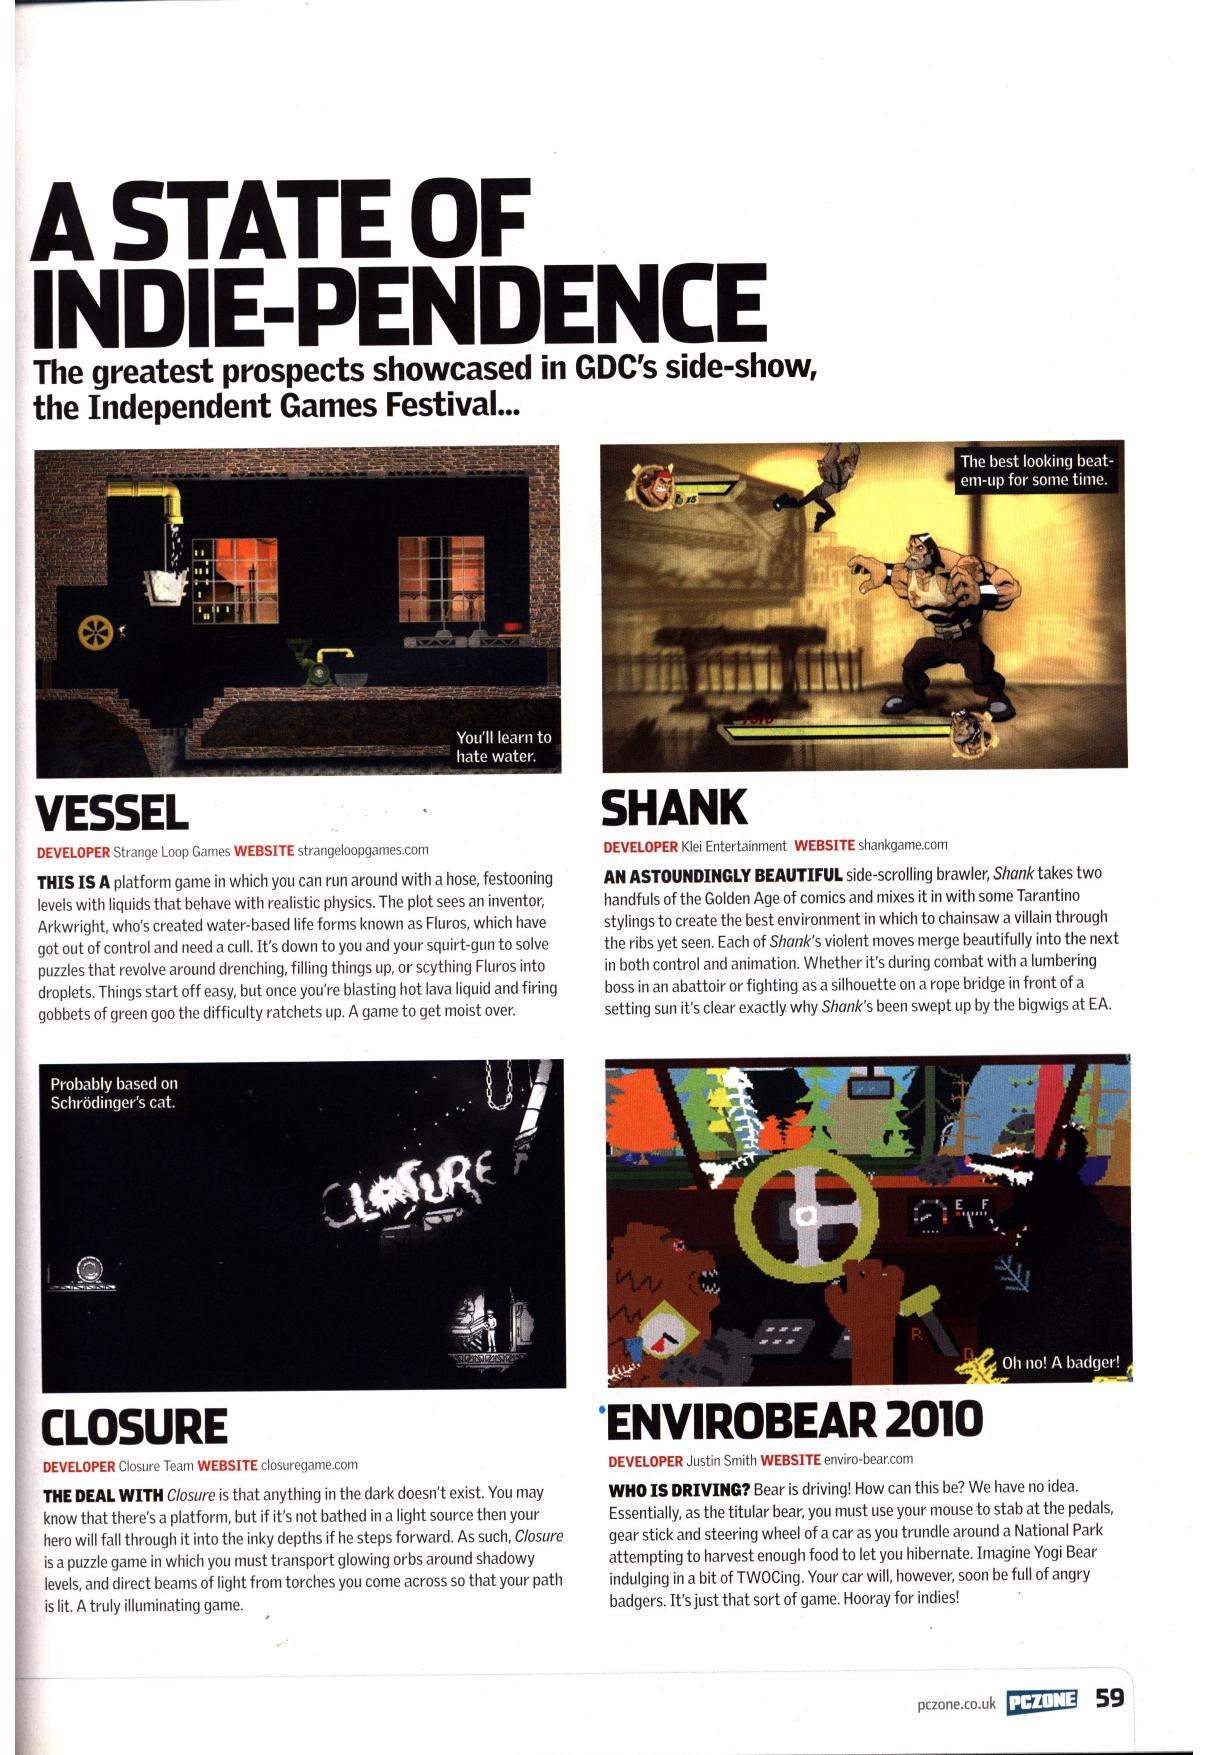 A STATE OF
INDIE-PENDENCE
The greatest prospects showcased in GDC's side-show,
the Independent Games Festival...
You'll learn to
hate water.
VESSEL
DEVELOPER Strange Loop Games WEBSITE strangeloopgames.com
THIS IS A platform game in which you can run around with a hose, festooning
levels with liquids that behave with realistic physics. The plot sees an inventor,
Arkwright, who's created water-based life forms known as Fluros, which have
got out of control and need a cull. It's down to you and your squirt-gun to solve
puzzles that revolve around drenching, filling things up, or scything Fluros into
droplets. Things start off easy, but once you're blasting hot lava liquid and firing
gobbets of green goo the difficulty ratchets up. A game to get moist over.
The best looking beat-
em-up for some time.
SHANK
DEVELOPER Klei Entertainment WEBSITE shankgame.com
AN ASTOUNDINGLY BEAUTIFUL side-scrolling brawler, Shank takes two
handfuls of the Golden Age of comics and mixes it in with some Tarantino
stylings to create the best environment in which to chainsaw a villain through
the ribs yet seen. Each of Shank's violent moves merge beautifully into the next
in both control and animation. Whether it's during combat with a lumbering
boss in an abattoir or fighting as a silhouette on a rope bridge in front of a
setting sun it's clear exactly why Shank's been swept up by the bigwigs at EA.
Probably based on
Schrödinger's cat.
CLOSURE
CLOSURE
DEVELOPER Closure Team WEBSITE closuregame.com
THE DEAL WITH Closure is that anything in the dark doesn't exist. You may
know that there's a platform, but if it's not bathed in a light source then your
hero will fall through it into the inky depths if he steps forward. As such, Closure
is a puzzle game in which you must transport glowing orbs around shadowy
levels, and direct beams of light from torches you come across so that your path
is lit. A truly illuminating game.
E F
R
D
Oh no! A badger!
ENVIROBEAR 2010
DEVELOPER Justin Smith WEBSITE enviro-bear.com
WHO IS DRIVING? Bear is driving! How can this be? We have no idea.
Essentially, as the titular bear, you must use your mouse to stab at the pedals,
gear stick and steering wheel of a car as you trundle around a National Park
attempting to harvest enough food to let you hibernate. Imagine Yogi Bear
indulging in a bit of TWOCing. Your car will, however, soon be full of angry
badgers. It's just that sort of game. Hooray for indies!
pczone.co.uk PCZONE 59